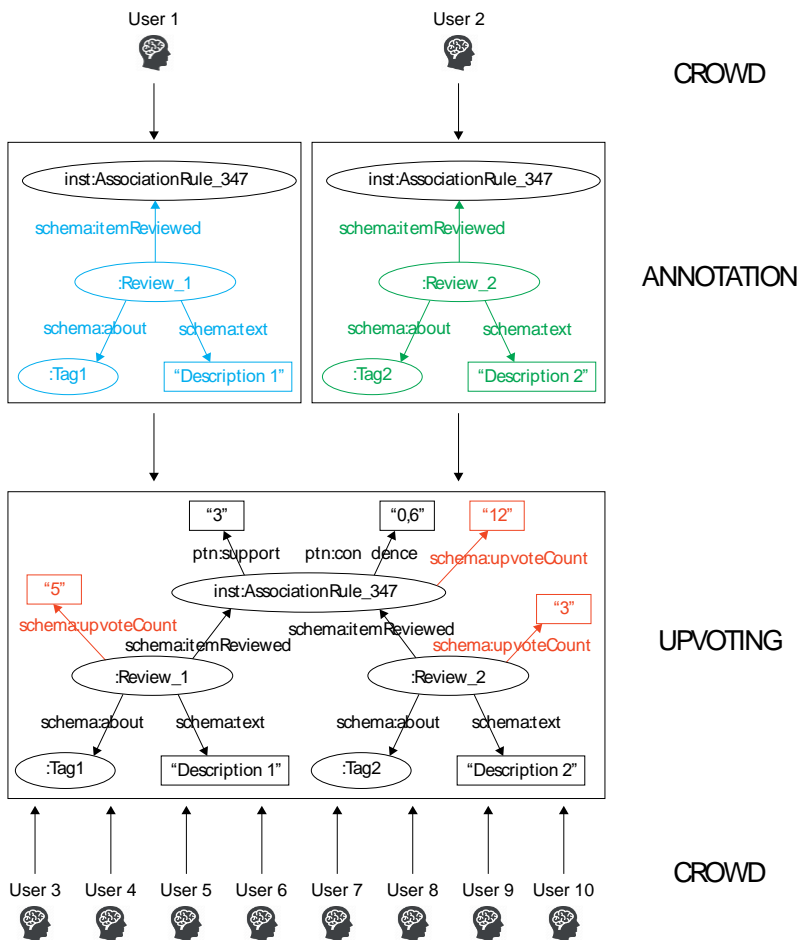 User 1
User 2
CROWD
inst:AssociationRule_347
inst:AssociationRule_347
schema:itemReviewed
schema:itemReviewed
:Review_1
:Review_2
ANNOTATION
schema:about
schema:text
schema:about
schema:text
:Tag1
“Description 1”
:Tag2
“Description 2”
“3”
“0,6”
“12”
ptn:support
ptn:con dence
schema:upvoteCount
“5”
inst:AssociationRule_347
“3”
schema:upvoteCount
schema:itemReviewed
schema:itemReviewed
schema:upvoteCount
UPVOTING
:Review_1
:Review_2
schema:about
schema:text
schema:about
schema:text
:Tag1
“Description 1”
:Tag2
“Description 2”
User 3
User 4
User 5
User 6
User 7
User 8
User 9
User 10
CROWD